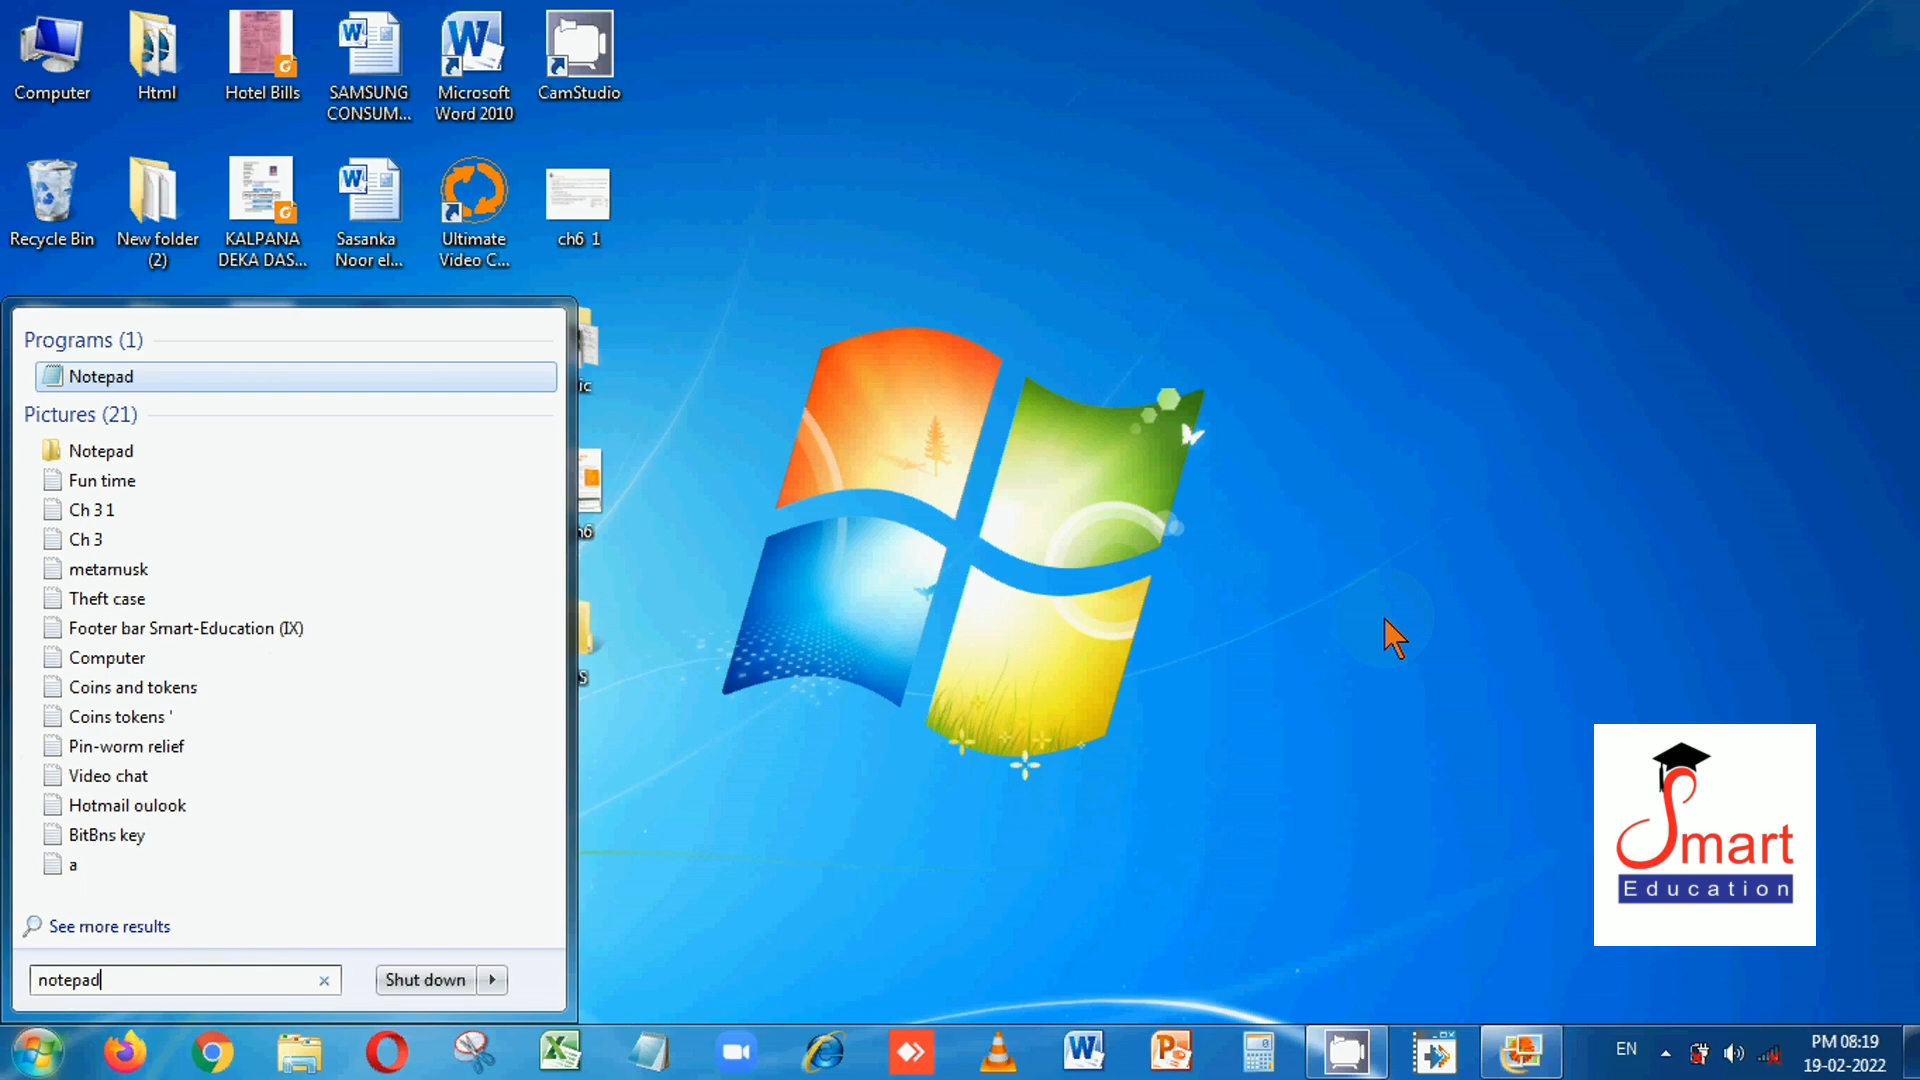 Computer
Html
Hotel Bills
SAMSUNG
CONSUM...
Microsoft
Word 2010
CamStudio
Recycle Bin
New folder
(2)
KALPANA
DEKA DAS...
Sasanka
Noor el...
Ultimate
Video C...
ch6_1
Programs (1)
Notepad
Pictures (21)
Notepad
Fun time
Ch 3 1
Ch 3
metamusk
Theft case
Footer bar Smart-Education (IX)
Computer
Coins and tokens
Coins tokens '
Pin-worm relief
Video chat
Hotmail oulook
BitBns key
a
See more results
notepad
Shut down
ic
S
Smart
Education
EN
PM 08:19
19-02-2022